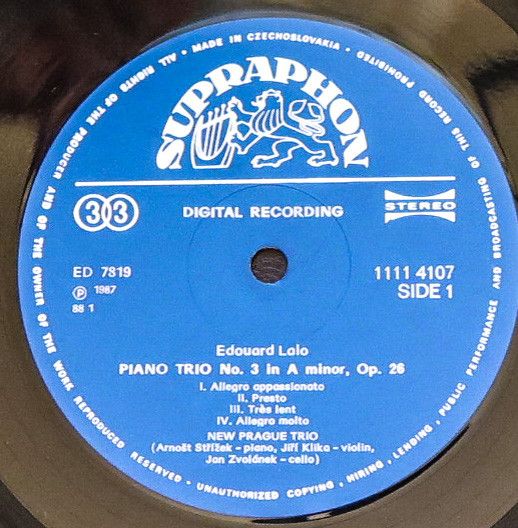 • MADE IN CZECHOSLOVAKIA • ALL RIGHTS OF THE PRODUCER AND OF THE OWNER OF THE WORK REPRODUCED RESERVED • UNAUTHORIZED COPYING, HIRING, LENDING, PUBLIC PERFORMANCE AND BROADCASTING OF THIS RECORD PROHIBITED
SUPRAPHON
33
DIGITAL RECORDING
STEREO
ED 7819
1111 4107
Ⓟ 1987
SIDE 1
88 1
Edouard Lalo
PIANO TRIO No. 3 in A minor, Op. 26
I. Allegro appassionato
II. Presto
III. Très lent
IV. Allegro molto
NEW PRAGUE TRIO
(Arnošt Střížek – piano, Jiří Klika – violin,
Jan Zvolánek – cello)